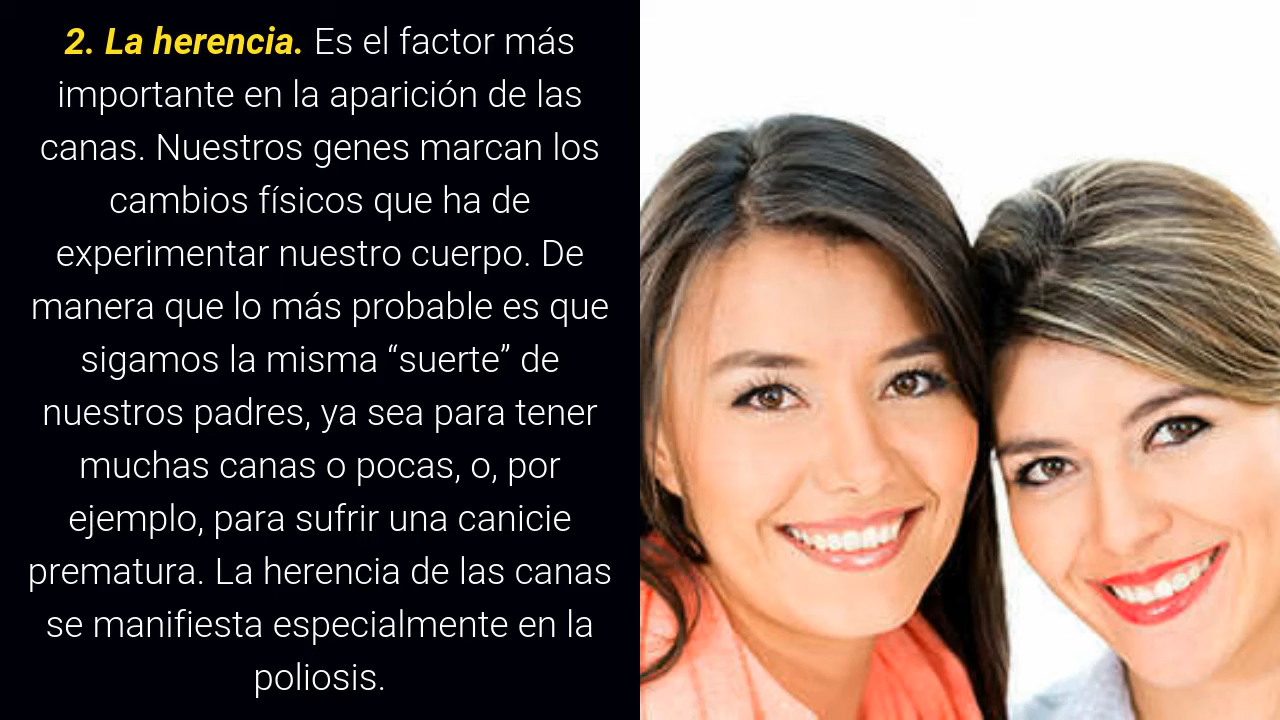 2. La herencia. Es el factor más
importante en la aparición de las
canas. Nuestros genes marcan los
cambios físicos que ha de
experimentar nuestro cuerpo. De
manera que lo más probable es que
sigamos la misma “suerte” de
nuestros padres, ya sea para tener
muchas canas o pocas, o, por
ejemplo, para sufrir una canicie
prematura. La herencia de las canas
se manifiesta especialmente en la
poliosis.